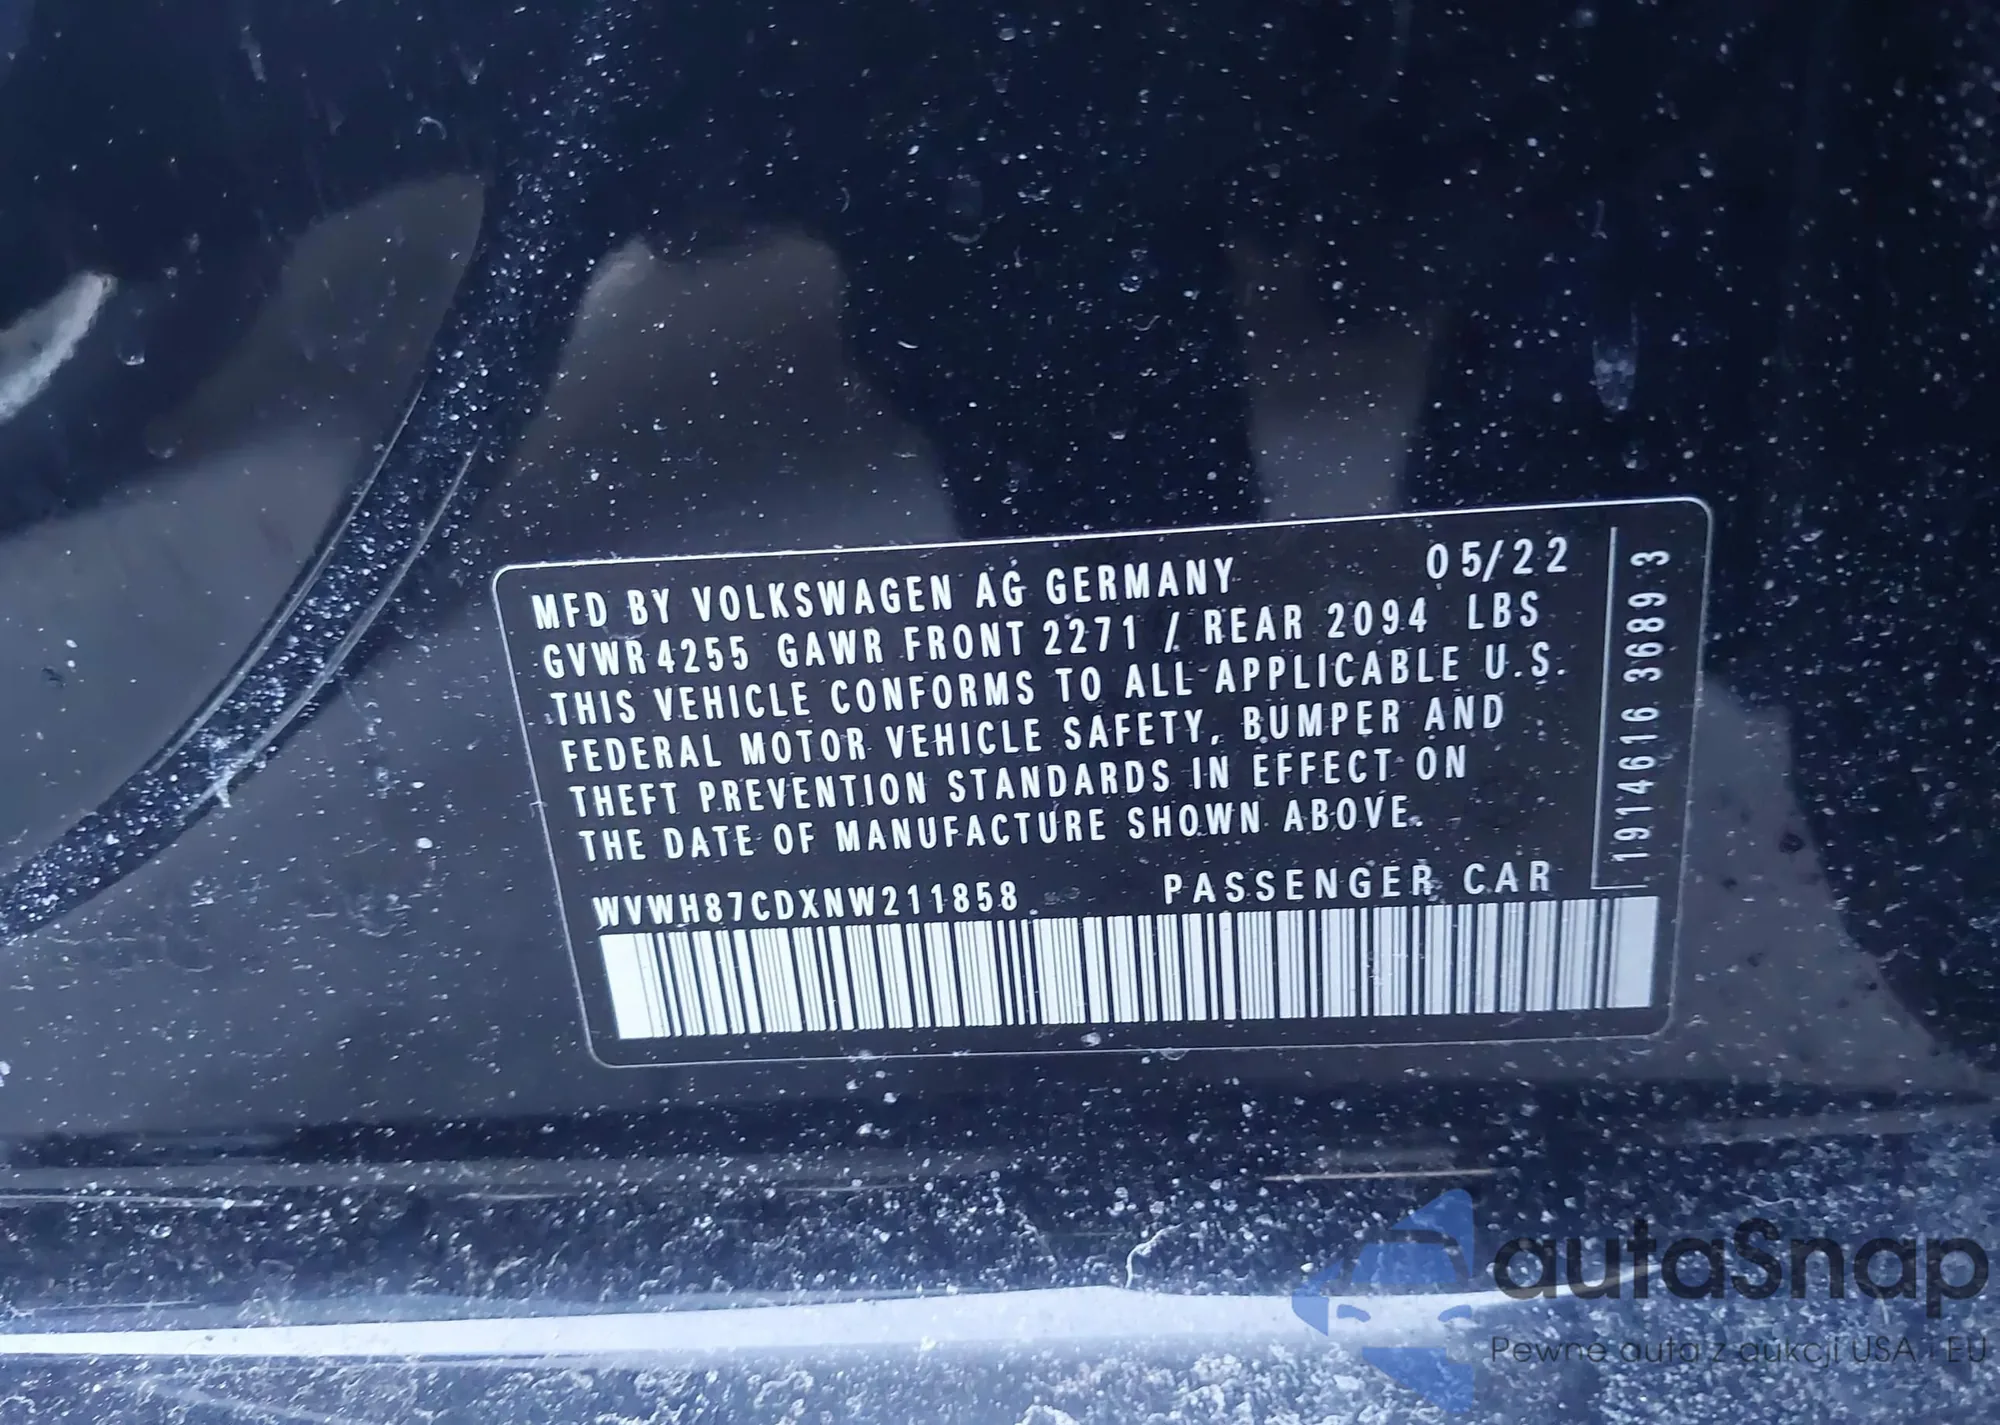 MFD BY VOLKSWAGEN AG GERMANY 05/22
GVWR 4255 GAWR FRONT 2271 / REAR 2094 LBS
THIS VEHICLE CONFORMS TO ALL APPLICABLE U.S.
FEDERAL MOTOR VEHICLE SAFETY, BUMPER AND
THEFT PREVENTION STANDARDS IN EFFECT ON
THE DATE OF MANUFACTURE SHOWN ABOVE.
WVWH87CDXNW211858 PASSENGER CAR
1914616 3689 3
autaSnap
Pewne auta z aukcji USA i EU